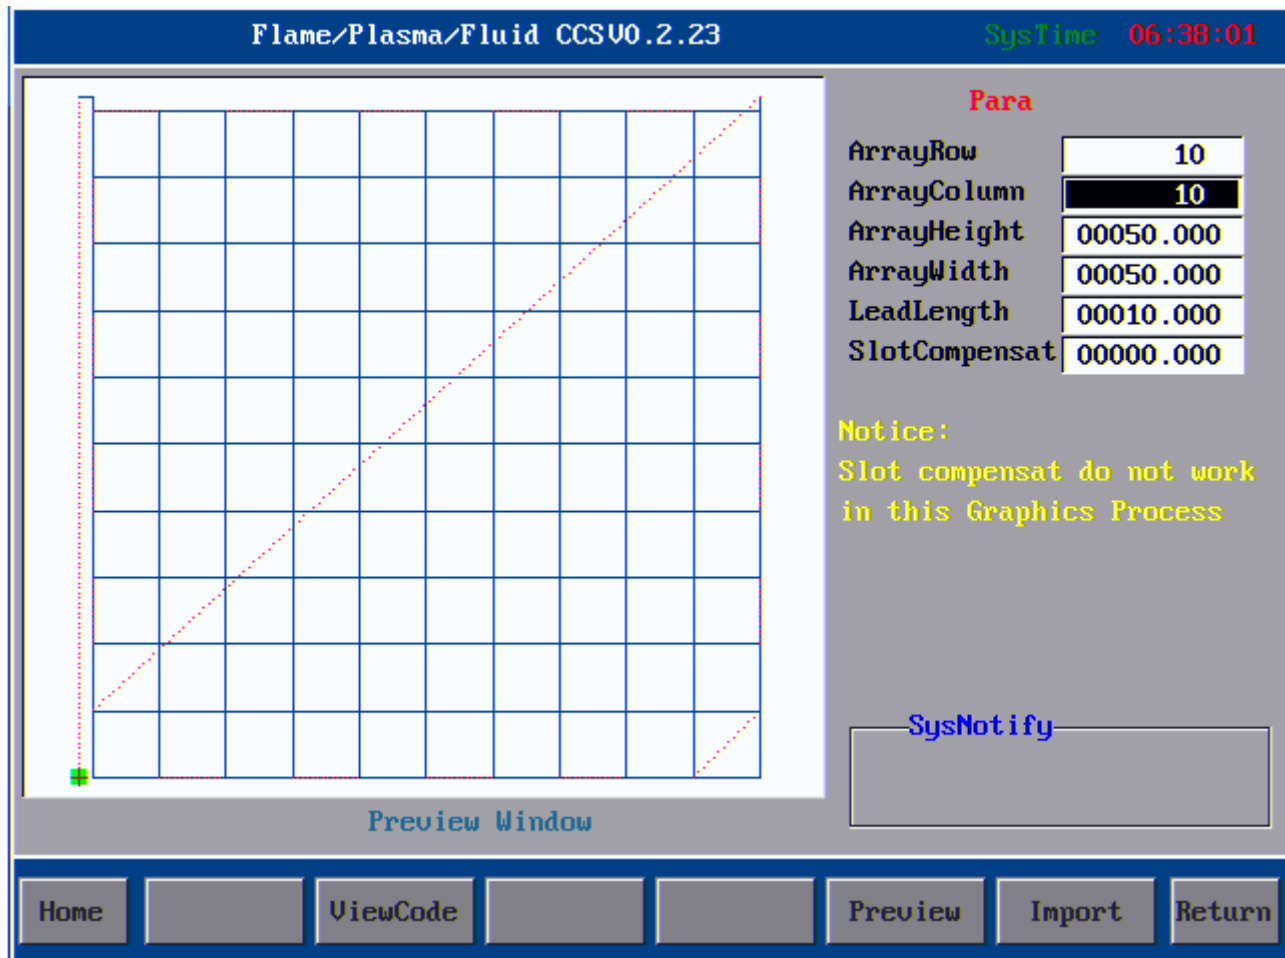 Flame/Plasma/Fluid CCSV0.2.23 SysTime 06:38:01
Para
ArrayRow 10
ArrayColumn 10
ArrayHeight 00050.000
ArrayWidth 00050.000
LeadLength 00010.000
SlotCompensat 00000.000
Notice:
Slot compensat do not work
in this Graphics Process
SysNotify
Preview Window
Home ViewCode Preview Import Return